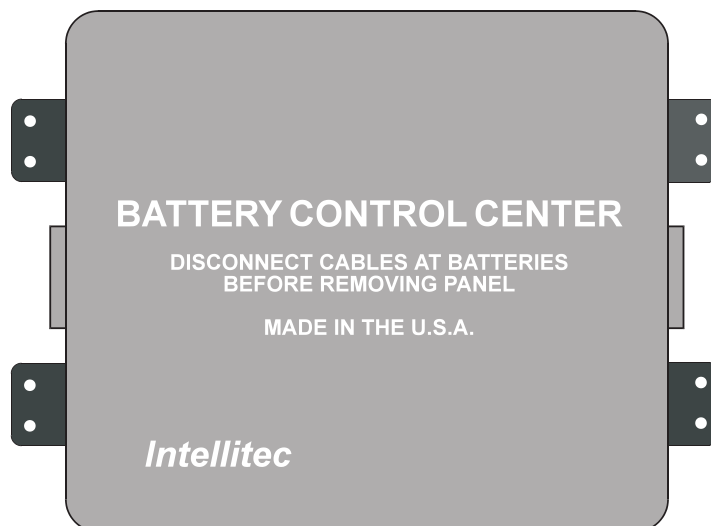 BATTERY CONTROL CENTER
DISCONNECT CABLES AT BATTERIES
BEFORE REMOVING PANEL
MADE IN THE U.S.A.
Intellitec